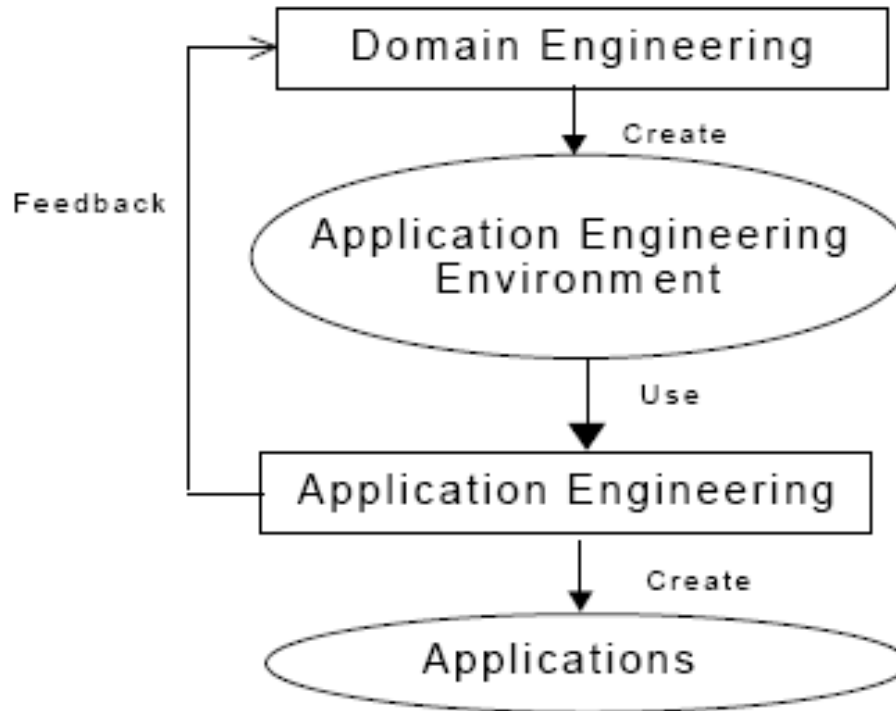 Domain Engineering
Create
Feedback
Application Engineering
Environment
Use
Application Engineering
Create
Applications